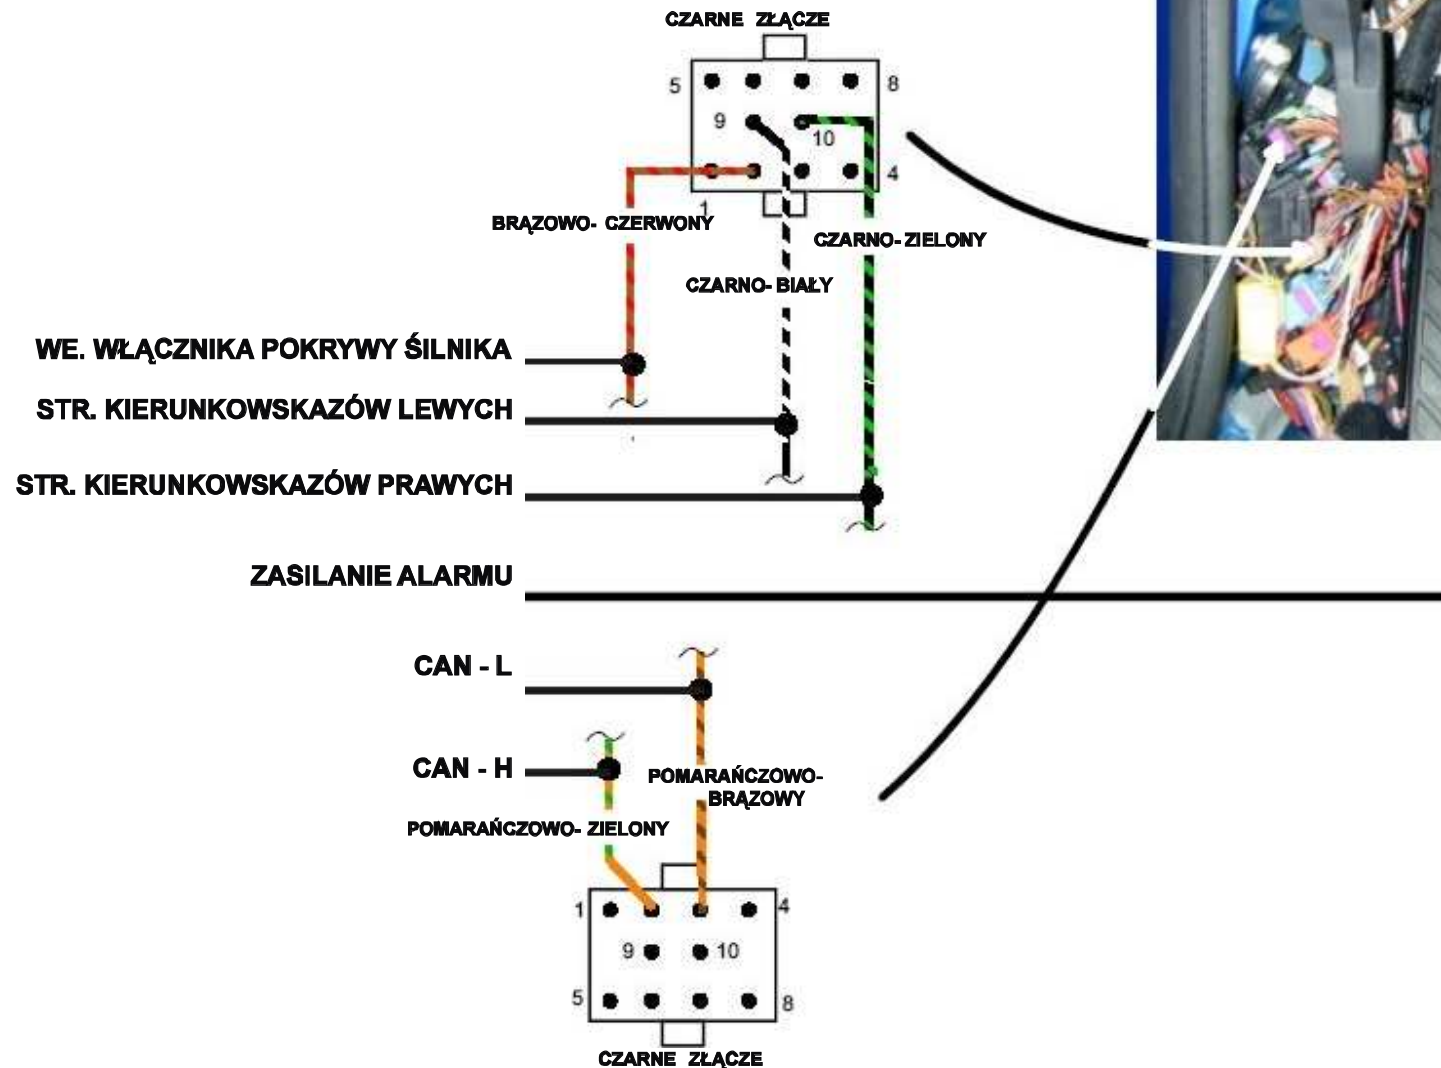 CZARNE ZŁĄCZE
5
8
9
10
4
1
BRĄZOWO- CZERWONY
CZARNO-ZIELONY
CZARNO-BIAŁY
WE. WŁĄCZNIKA POKRYWY ŚILNIKA
STR. KIERUNKOWSKAZÓW LEWYCH
STR. KIERUNKOWSKAZÓW PRAWYCH
ZASILANIE ALARMU
CAN - L
CAN - H
POMARAŃCZOWO-
BRĄZOWY
POMARAŃCZOWO- ZIELONY
1
4
9
10
5
8
CZARNE ZŁĄCZE